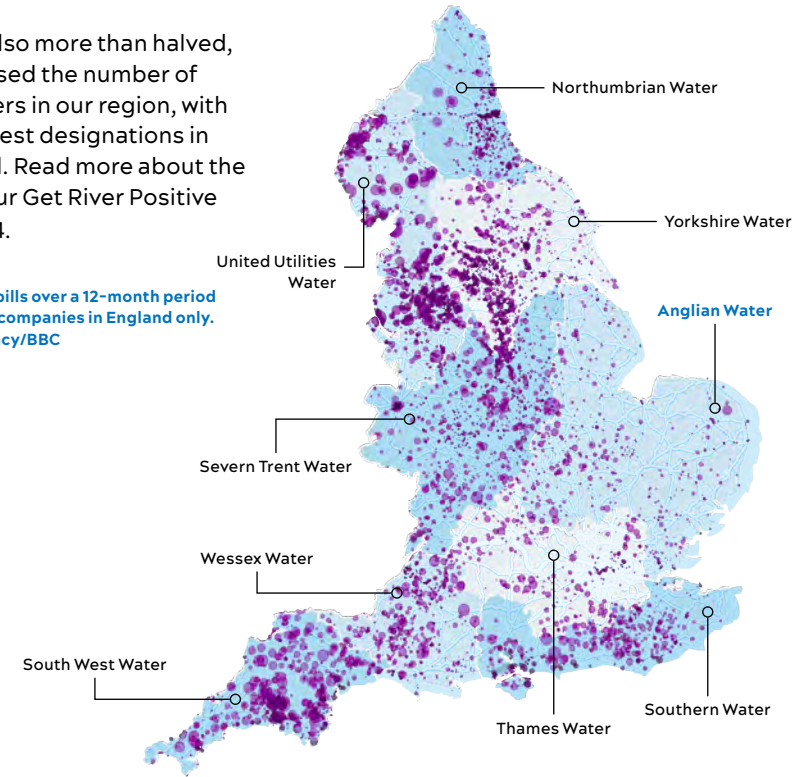 lso more than halved,
sed the number of
ers in our region, with
est designations in
. Read more about the
ur Get River Positive
4.
pills over a 12-month period
companies in England only.
cy/BBC
Northumbrian Water
Yorkshire Water
United Utilities
Water
Anglian Water
Severn Trent Water
Wessex Water
South West Water
Thames Water
Southern Water